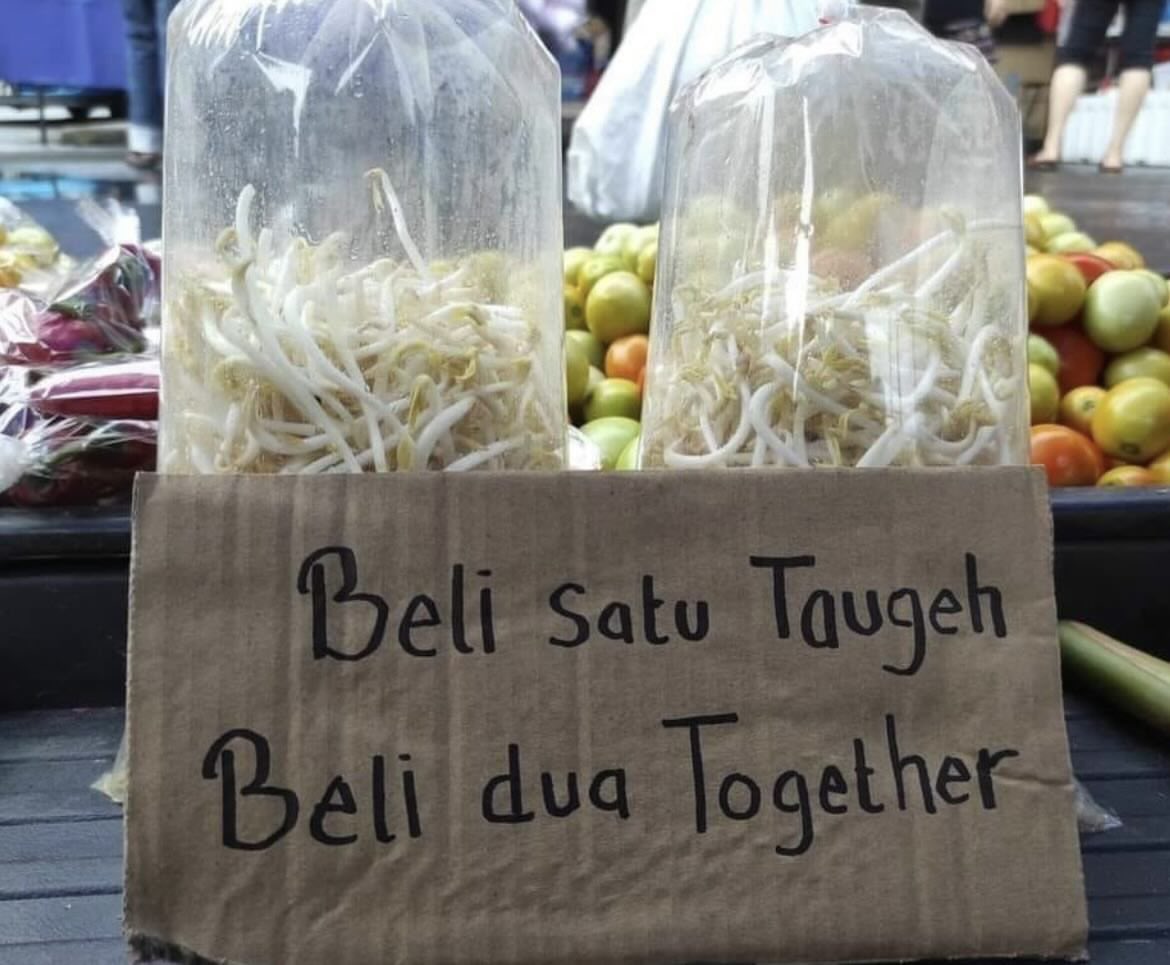 Beli satu Taugeh
Beli dua Together